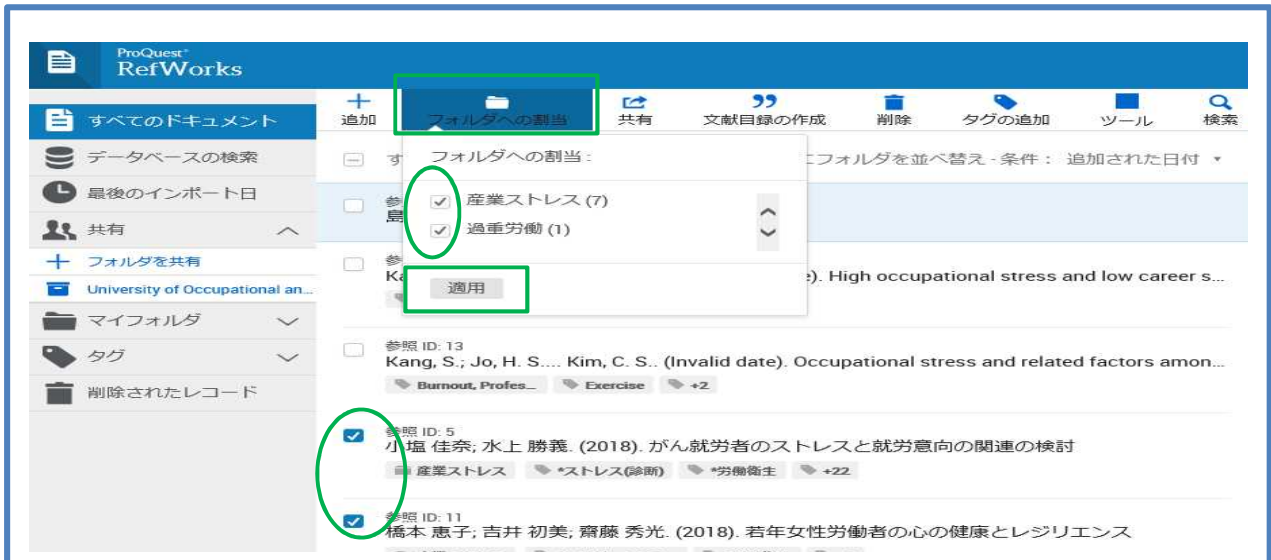 ProQuest
RefWorks
追加 フォルダへの割当 共有 文献目録の作成 削除 タグの追加 ツール 検索
すべてのドキュメント
データベースの検索
最後のインポート日
共有
フォルダを共有
University of Occupational an...
マイフォルダ
タグ
削除されたレコード
す フォルダを並べ替え - 条件 : 追加された日付
フォルダへの割当 :
産業ストレス (7)
過重労働 (1)
適用
参
島
参
Ka ). High occupational stress and low career s...
参照 ID: 13
Kang, S.; Jo, H. S.... Kim, C. S.. (Invalid date). Occupational stress and related factors amon...
Burnout, Profes... Exercise +2
参照 ID: 5
小塩 佳奈; 水上 勝義. (2018). がん就労者のストレスと就労意向の関連の検討
産業ストレス *ストレス(診断) *労働衛生 +22
参照 ID: 11
橋本 恵子; 吉井 初美; 齋藤 秀光. (2018). 若年女性労働者の心の健康とレジリエンス